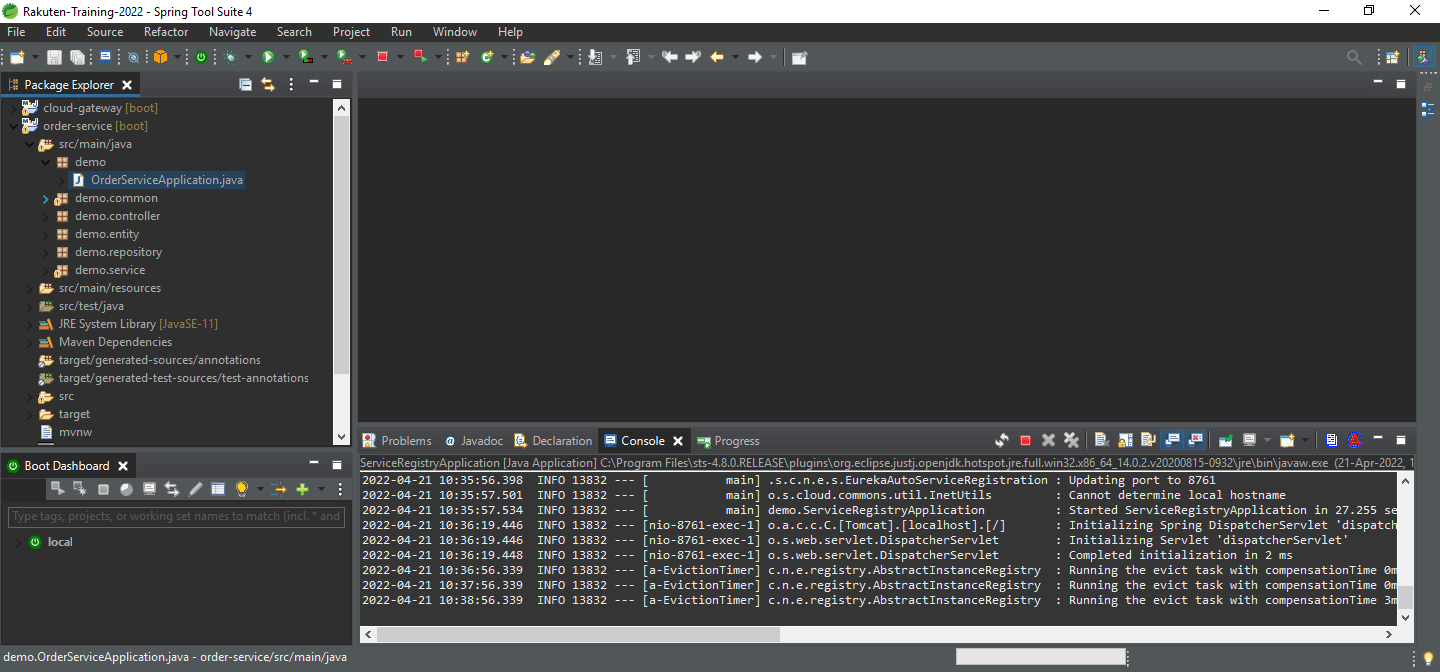 Rakuten-Training-2022 - Spring Tool Suite 4
File Edit Source Refactor Navigate Search Project Run Window Help
Package Explorer
cloud-gateway [boot]
order-service [boot]
src/main/java
demo
OrderServiceApplication.java
demo.common
demo.controller
demo.entity
demo.repository
demo.service
src/main/resources
src/test/java
JRE System Library [JavaSE-11]
Maven Dependencies
target/generated-sources/annotations
target/generated-test-sources/test-annotations
src
target
mvnw
Boot Dashboard
Type tags, projects, or working set names to match (incl. * and
local
Problems @ Javadoc Declaration Console Progress
ServiceRegistryApplication [Java Application] C:\Program Files\sts-4.8.0.RELEASE\plugins\org.eclipse.justj.openjdk.hotspot.jre.full.win32.x86_64_14.0.2.v20200815-0932\jre\bin\javaw.exe (21-Apr-2022, 1
2022-04-21 10:35:56.398  INFO 13832 --- [           main] .s.c.n.e.s.EurekaAutoServiceRegistration : Updating port to 8761
2022-04-21 10:35:57.501  INFO 13832 --- [           main] o.s.cloud.commons.util.InetUtils         : Cannot determine local hostname
2022-04-21 10:35:57.534  INFO 13832 --- [           main] demo.ServiceRegistryApplication          : Started ServiceRegistryApplication in 27.255 se
2022-04-21 10:36:19.446  INFO 13832 --- [nio-8761-exec-1] o.a.c.c.C.[Tomcat].[localhost].[/]       : Initializing Spring DispatcherServlet 'dispatch
2022-04-21 10:36:19.446  INFO 13832 --- [nio-8761-exec-1] o.s.web.servlet.DispatcherServlet        : Initializing Servlet 'dispatcherServlet'
2022-04-21 10:36:19.448  INFO 13832 --- [nio-8761-exec-1] o.s.web.servlet.DispatcherServlet        : Completed initialization in 2 ms
2022-04-21 10:36:56.339  INFO 13832 --- [a-EvictionTimer] c.n.e.registry.AbstractInstanceRegistry  : Running the evict task with compensationTime 0m
2022-04-21 10:37:56.339  INFO 13832 --- [a-EvictionTimer] c.n.e.registry.AbstractInstanceRegistry  : Running the evict task with compensationTime 0m
2022-04-21 10:38:56.339  INFO 13832 --- [a-EvictionTimer] c.n.e.registry.AbstractInstanceRegistry  : Running the evict task with compensationTime 3m
demo.OrderServiceApplication.java - order-service/src/main/java